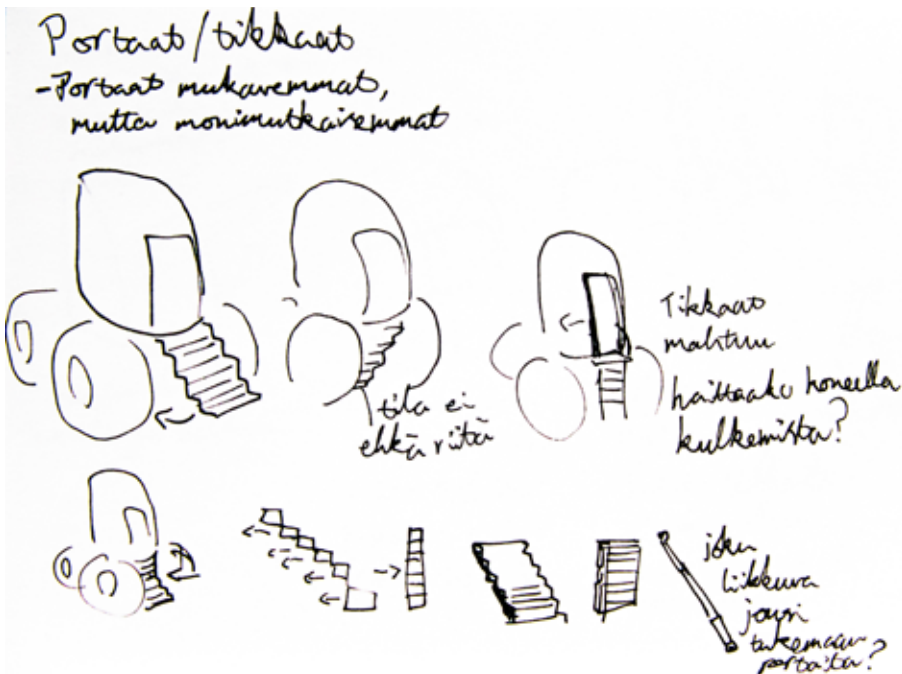 Portaat/tikkaat
-Portaat mukavemmat,
mutta monimutkaisemmat
tila ei
ehkä riitä
Tikkaat
mahtuu
haittaako koneella
kulkemista?
joku
liikkuva
jousi
tukemaan
portaita?